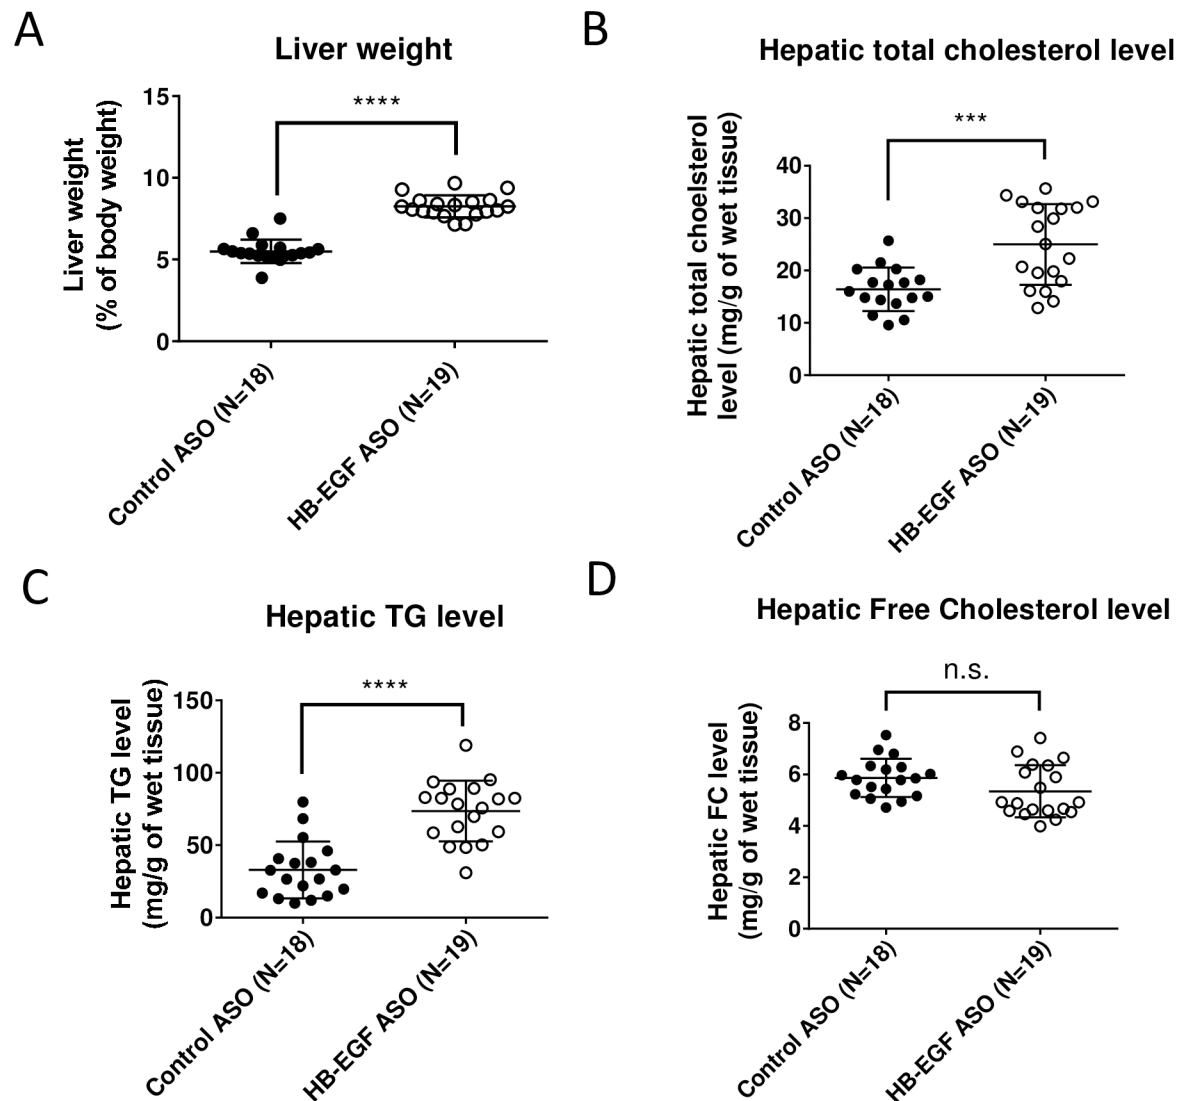 A
Liver weight
Liver weight
(% of body weight)
15
10
5
0
****
Control ASO (N=18)
HB-EGF ASO (N=19)
B
Hepatic total cholesterol level
Hepatic total choelsterol
level (mg/g of wet tissue)
40
30
20
10
0
***
Control ASO (N=18)
HB-EGF ASO (N=19)
C
Hepatic TG level
Hepatic TG level
(mg/g of wet tissue)
150
100
50
0
****
Control ASO (N=18)
HB-EGF ASO (N=19)
D
Hepatic Free Cholesterol level
Hepatic FC level
(mg/g of wet tissue)
8
6
4
2
0
n.s.
Control ASO (N=18)
HB-EGF ASO (N=19)